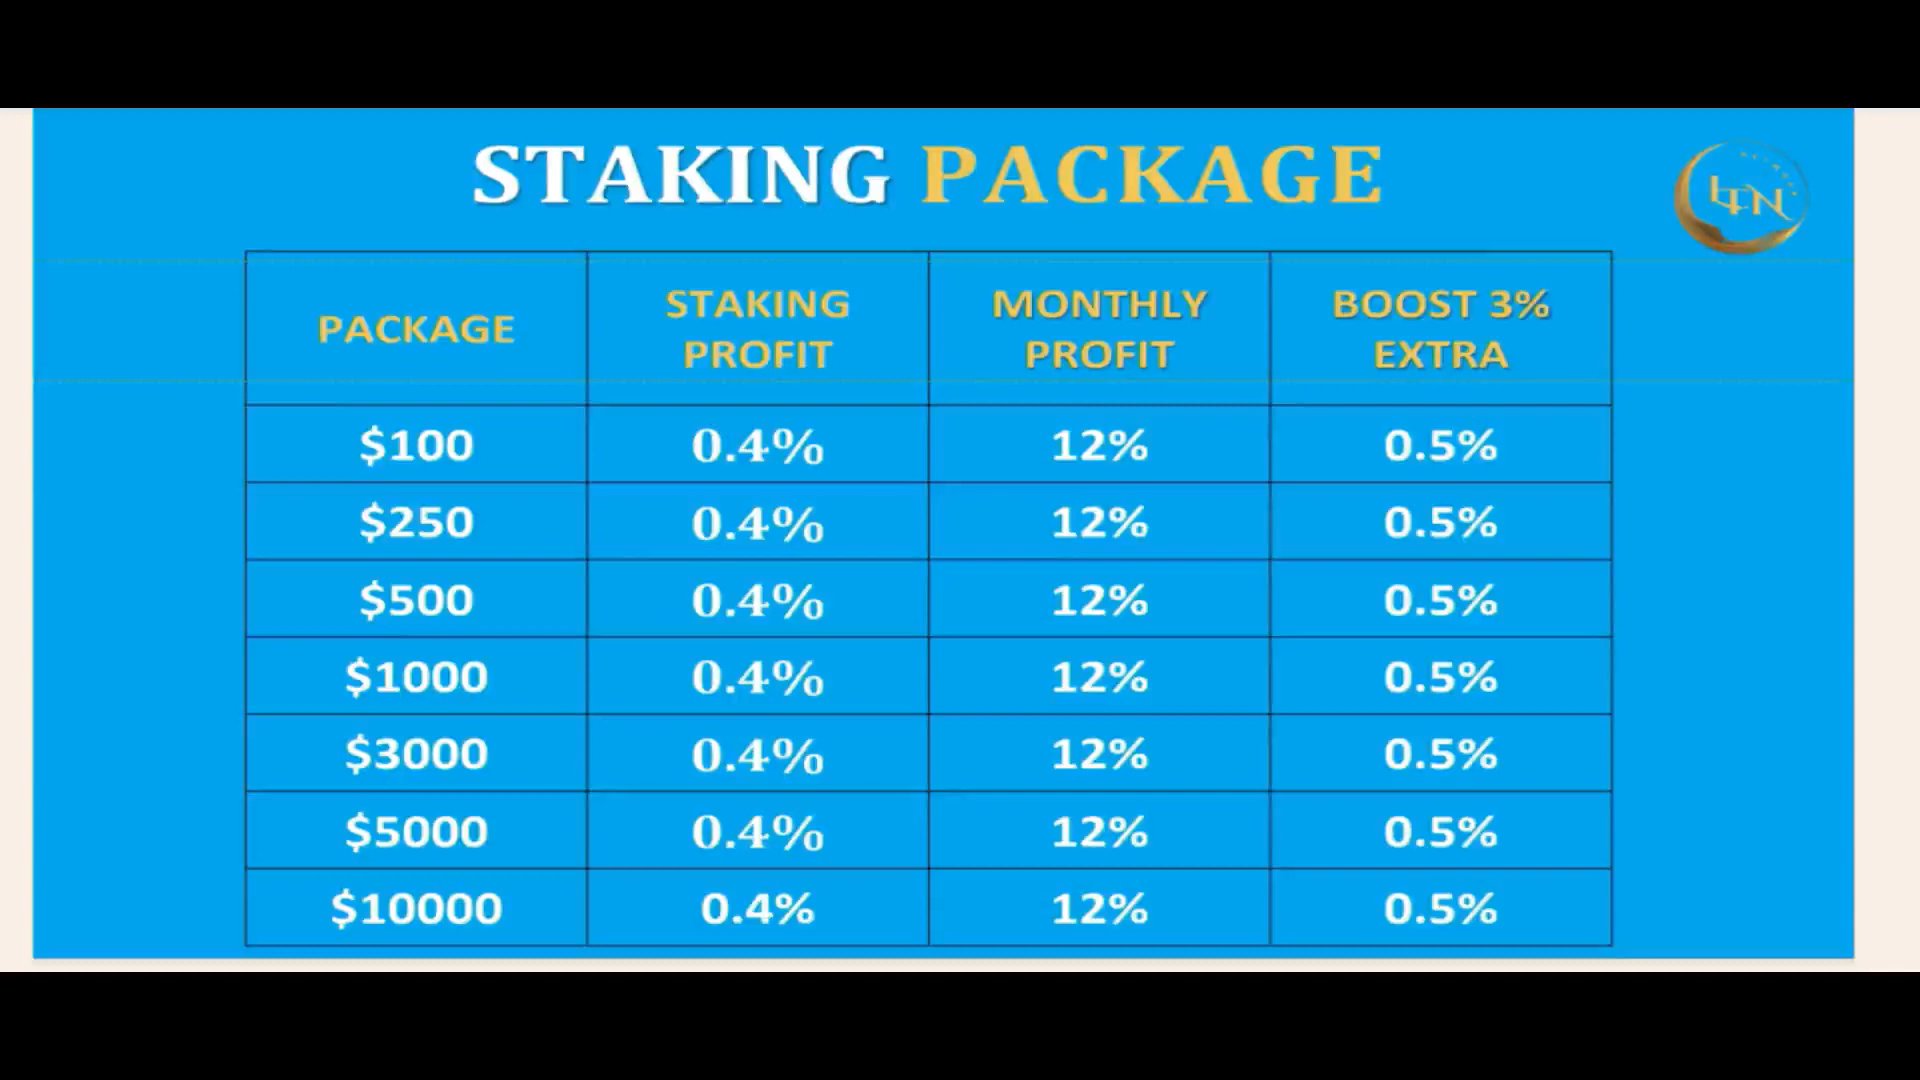 STAKING PACKAGE
LTN
PACKAGE
STAKING PROFIT
MONTHLY PROFIT
BOOST 3% EXTRA
$100 0.4% 12% 0.5%
$250 0.4% 12% 0.5%
$500 0.4% 12% 0.5%
$1000 0.4% 12% 0.5%
$3000 0.4% 12% 0.5%
$5000 0.4% 12% 0.5%
$10000 0.4% 12% 0.5%